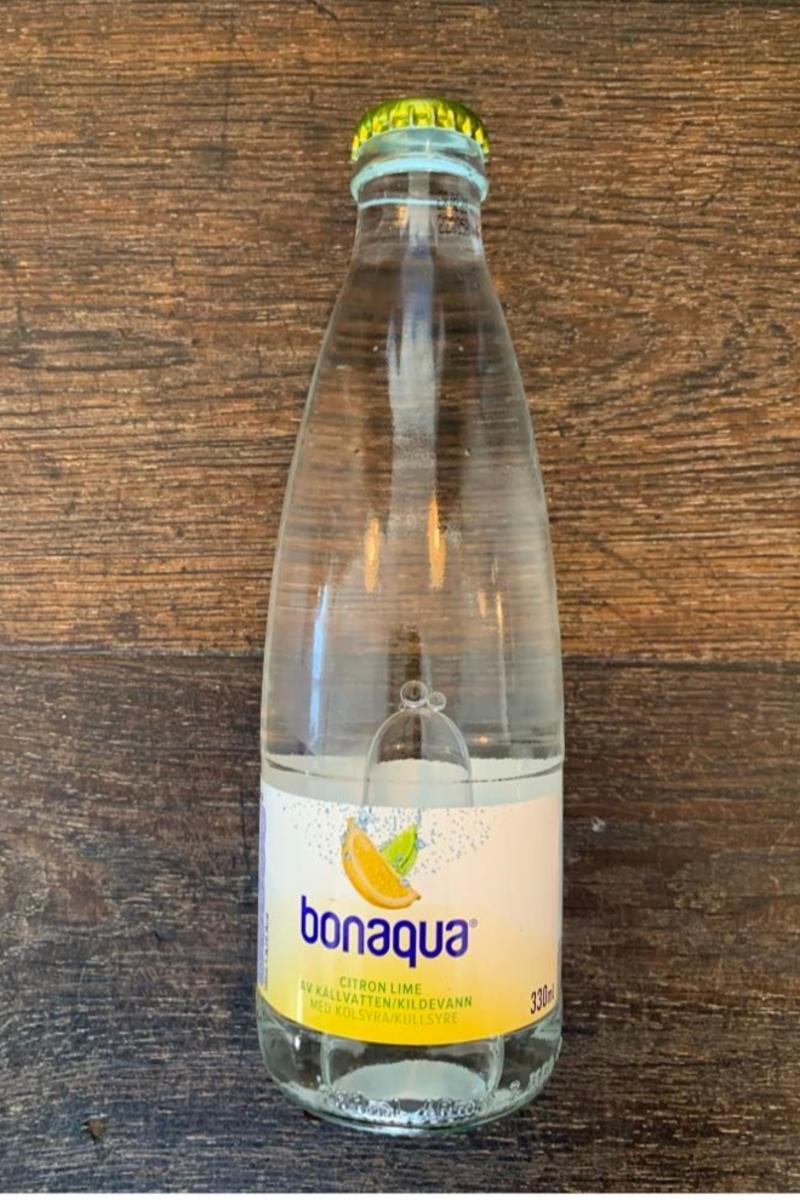 bonaqua®
CITRON LIME
AV KÄLLVATTEN/KILDEVANN
MED KOLSYRA/KULLSYRE
330ml